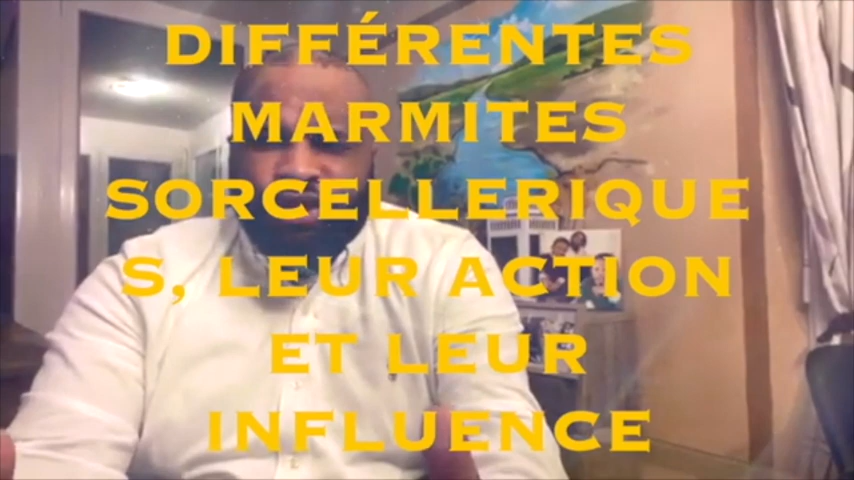 DIFFÉRENTES
MARMITES
SORCELLERIQUE
S, LEUR ACTION
ET LEUR
INFLUENCE